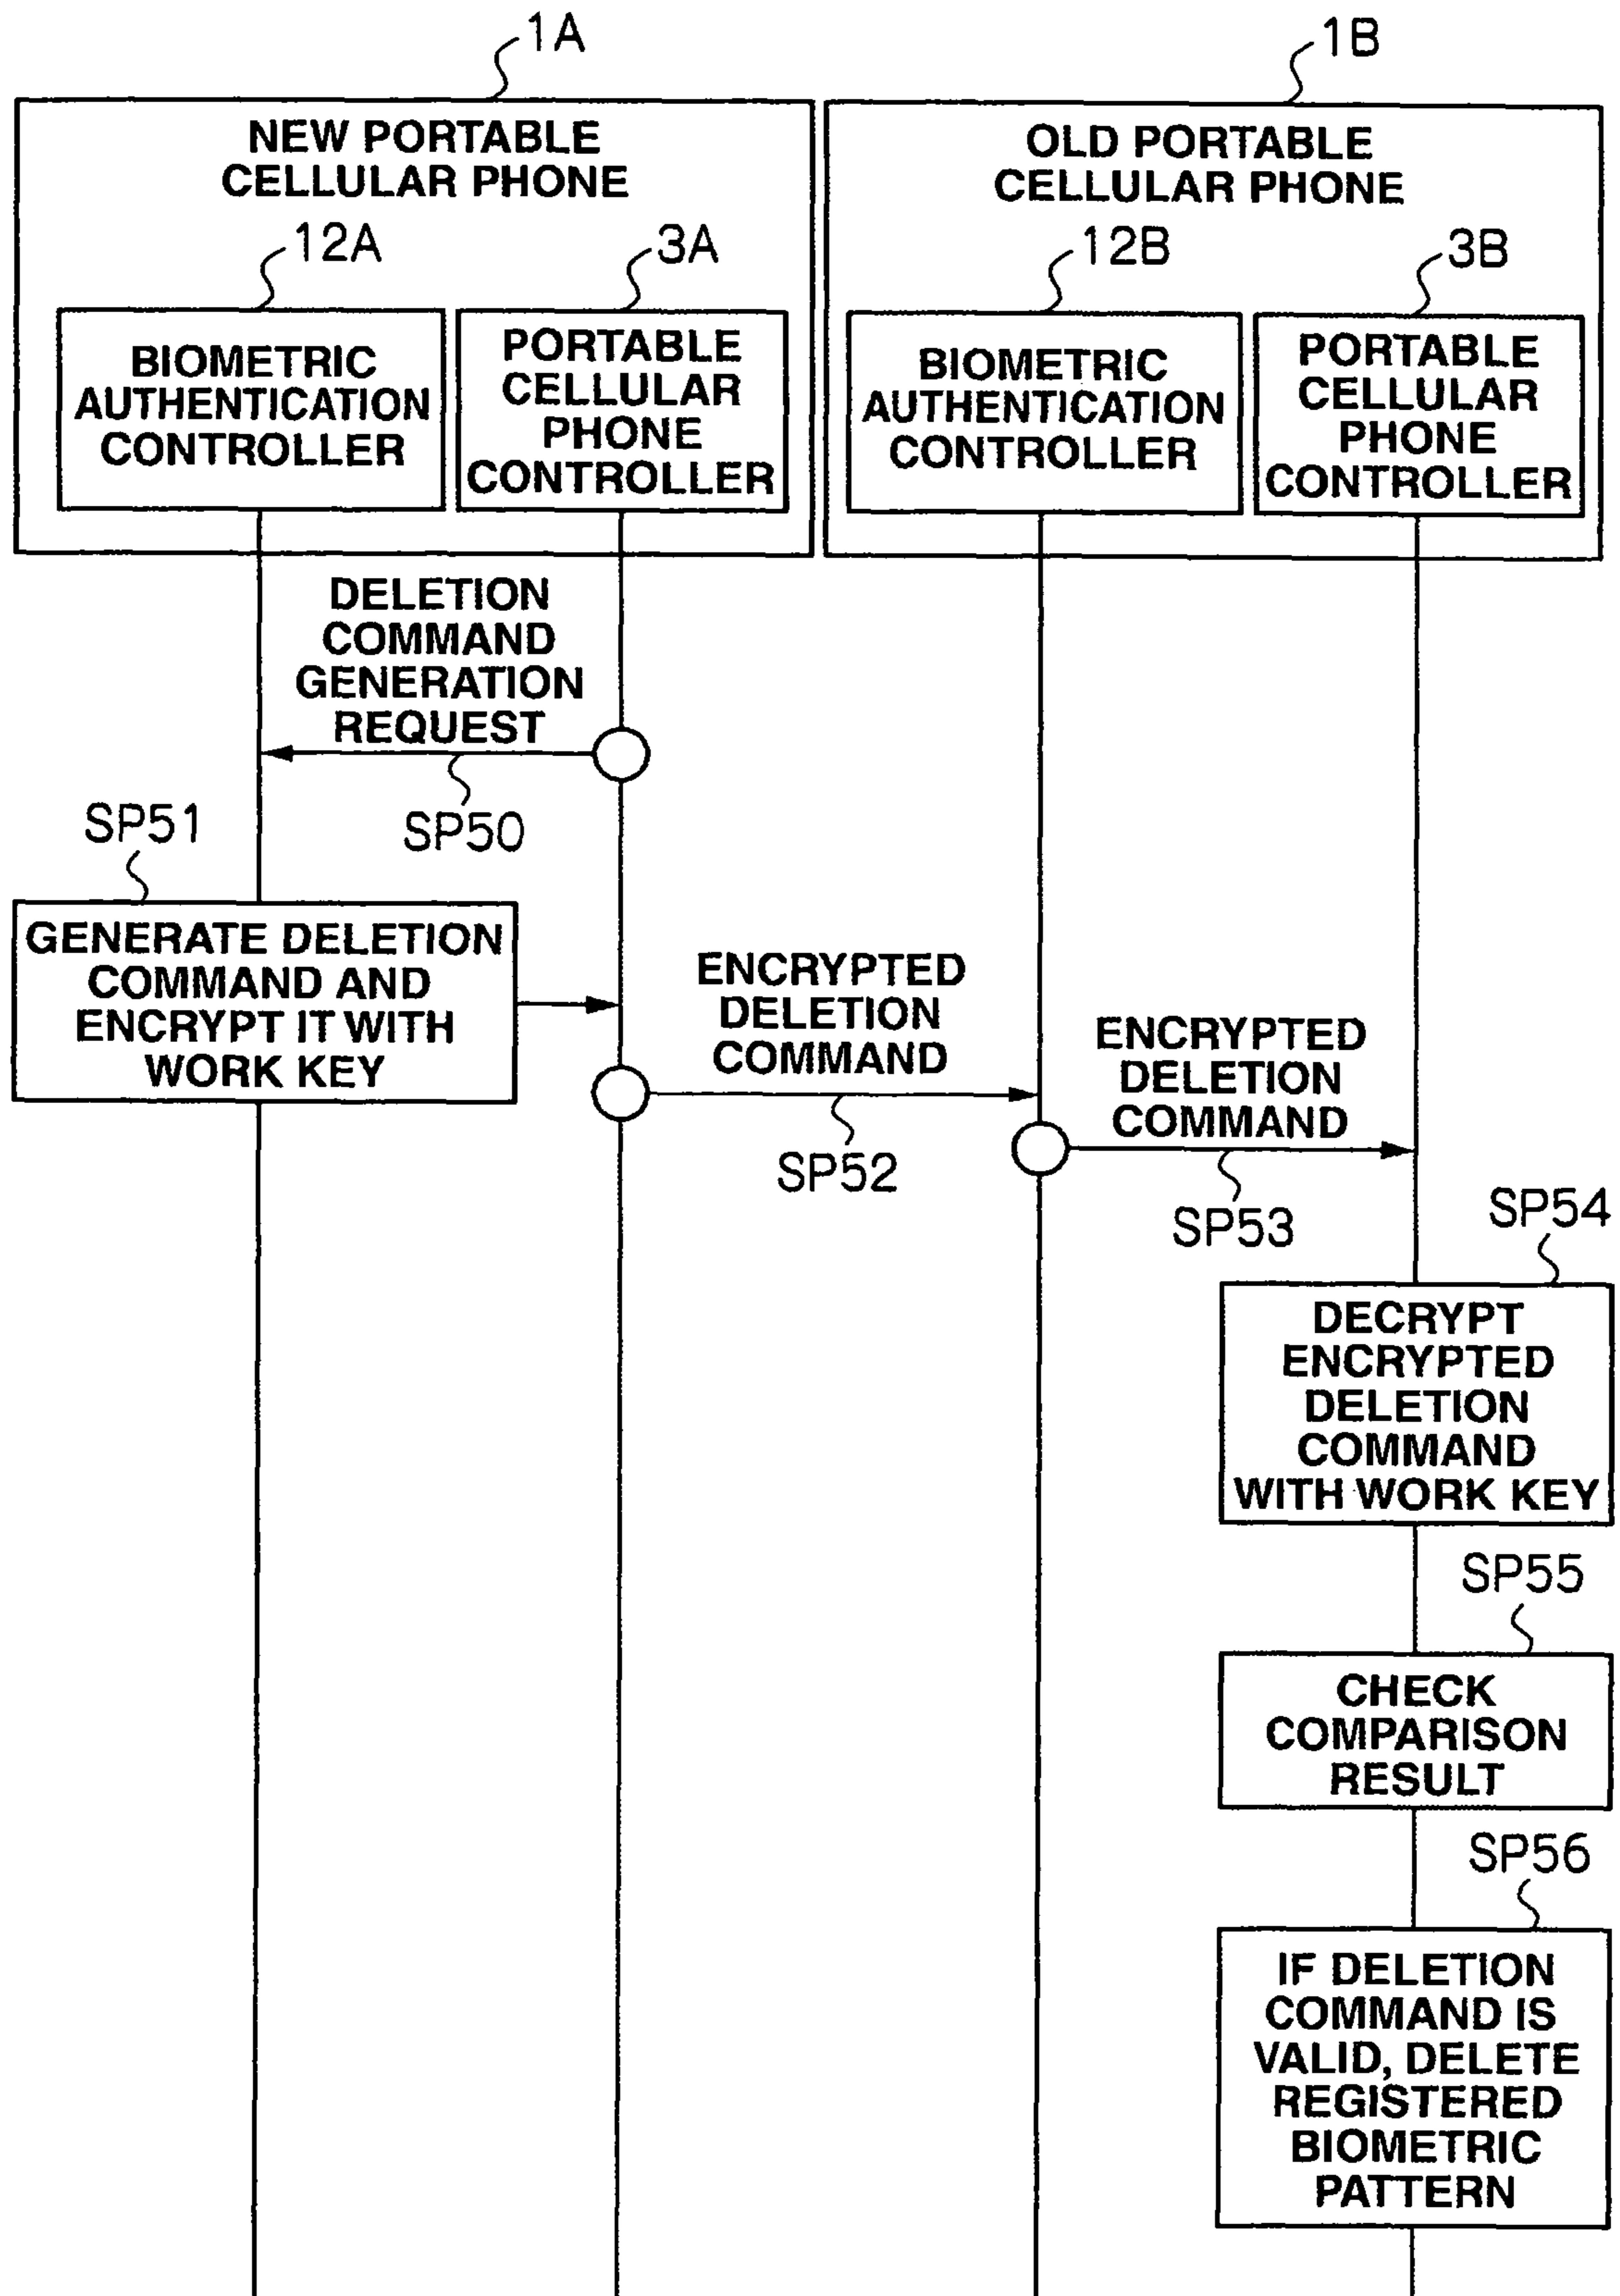 1A
1B
NEW PORTABLE
CELLULAR PHONE
OLD PORTABLE
CELLULAR PHONE
12A
3A
12B
3B
BIOMETRIC
AUTHENTICATION
CONTROLLER
PORTABLE
CELLULAR
PHONE
CONTROLLER
BIOMETRIC
AUTHENTICATION
CONTROLLER
PORTABLE
CELLULAR
PHONE
CONTROLLER
DELETION
COMMAND
GENERATION
REQUEST
SP50
SP51
GENERATE DELETION
COMMAND AND
ENCRYPT IT WITH
WORK KEY
ENCRYPTED
DELETION
COMMAND
SP52
ENCRYPTED
DELETION
COMMAND
SP53
SP54
DECRYPT
ENCRYPTED
DELETION
COMMAND
WITH WORK KEY
SP55
CHECK
COMPARISON
RESULT
SP56
IF DELETION
COMMAND IS
VALID, DELETE
REGISTERED
BIOMETRIC
PATTERN